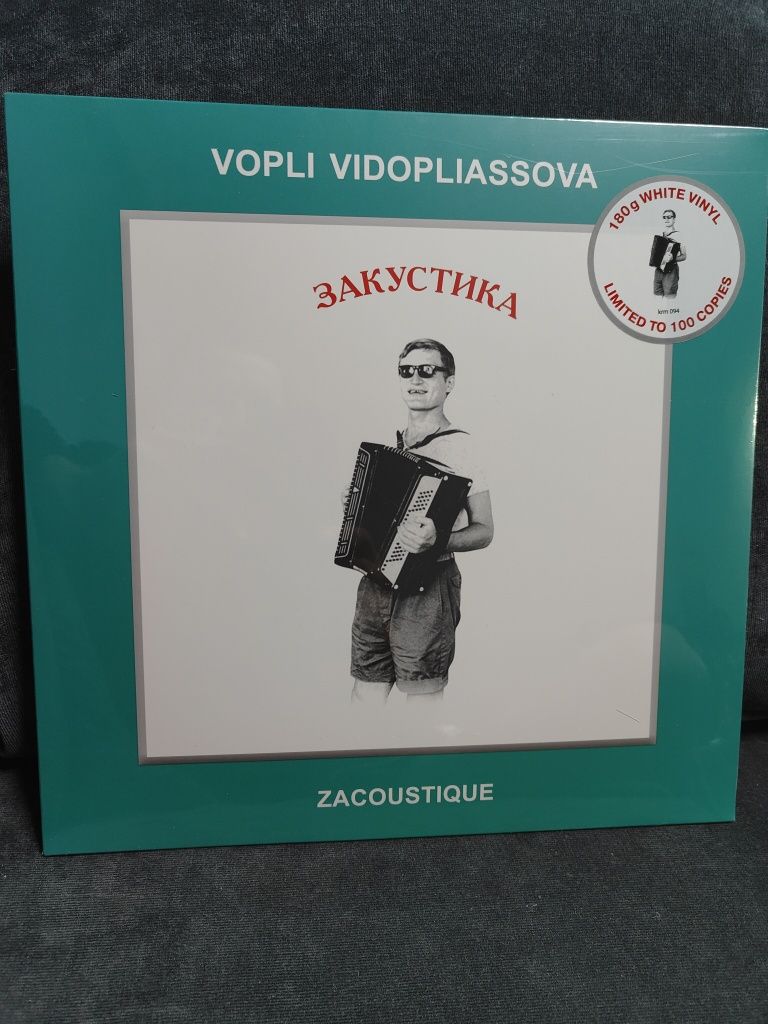 VOPLI VIDOPLIASSOVA
180g WHITE VINYL
LIMITED TO 100 COPIES
krm 094
ЗАКУСТИКА
ZACOUSTIQUE